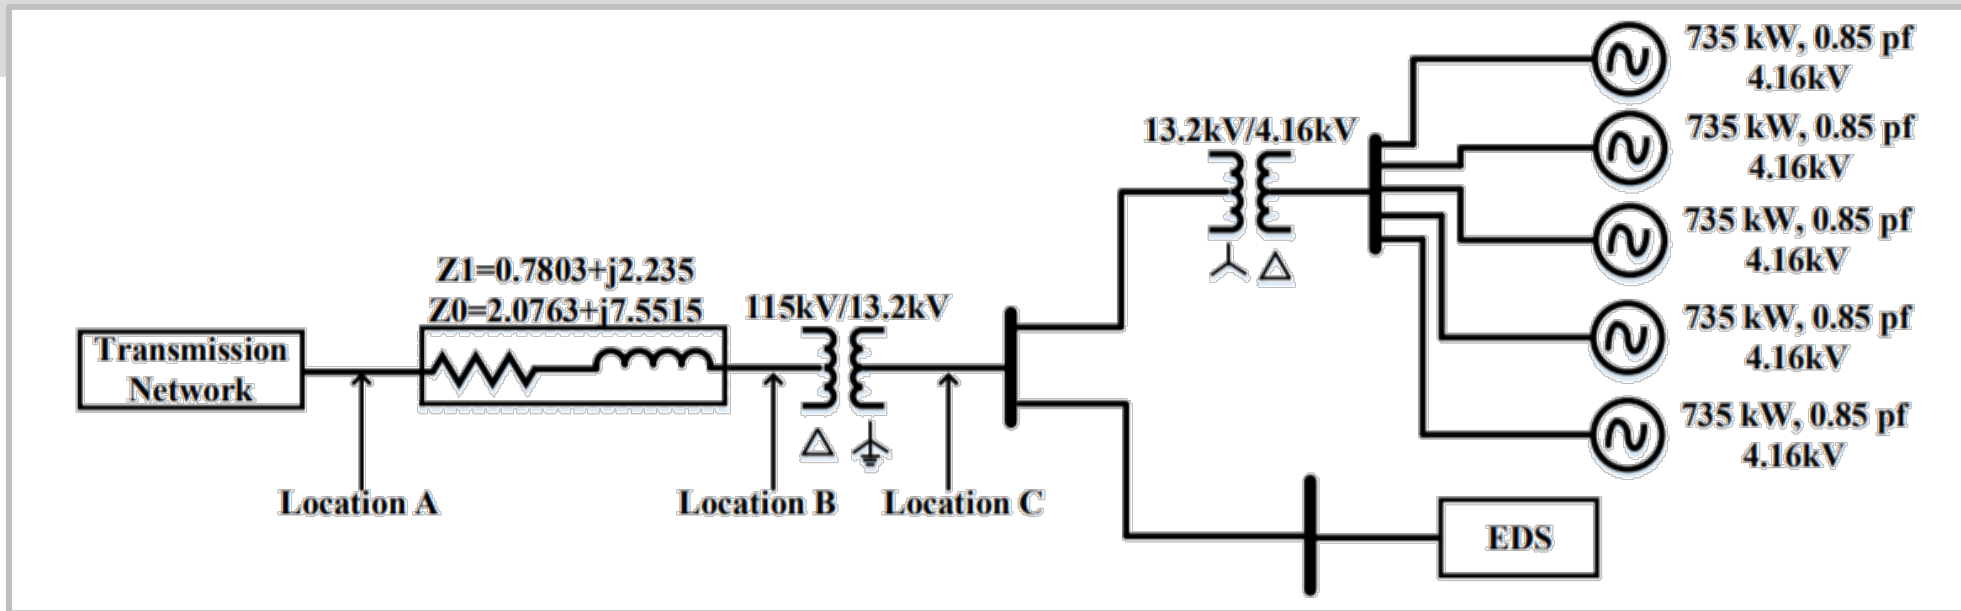 735 kW, 0.85 pf
4.16kV
735 kW, 0.85 pf
4.16kV
13.2kV/4.16kV
735 kW, 0.85 pf
4.16kV
Z1=0.7803+j2.235
Z0=2.0763+j7.5515
115kV/13.2kV
735 kW, 0.85 pf
4.16kV
Transmission
Network
735 kW, 0.85 pf
4.16kV
Location A
Location B
Location C
EDS